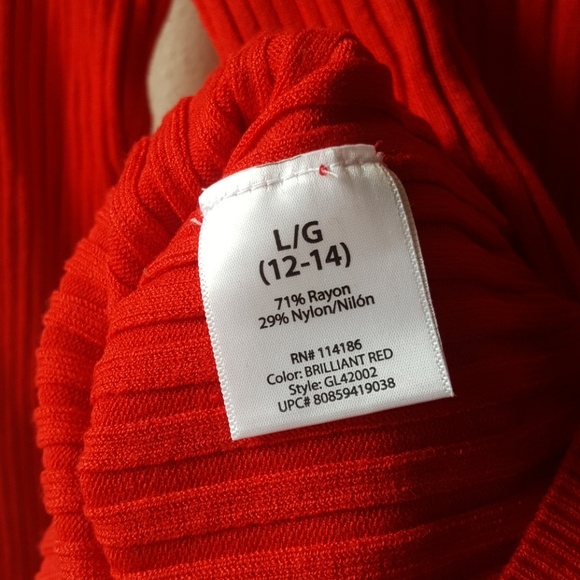 L/G
(12-14)
71% Rayon
29% Nylon/Nilón
RN# 114186
Color: BRILLIANT RED
Style: GL42002
UPC# 80859419038